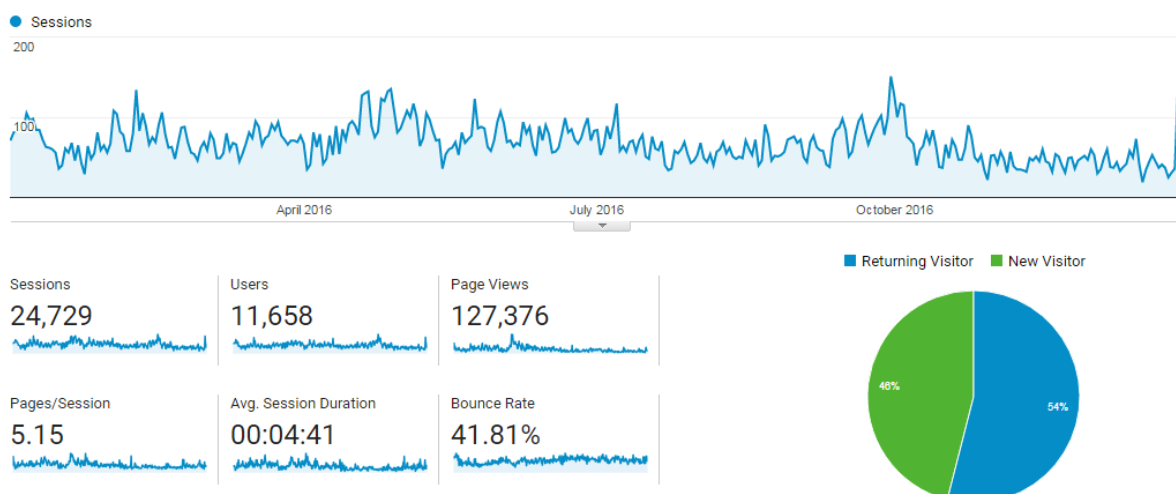 Sessions
200
100
April 2016
July 2016
October 2016
Returning Visitor
New Visitor
Sessions
Users
Page Views
24,729
11,658
127,376
Pages/Session
Avg. Session Duration
Bounce Rate
5.15
00:04:41
41.81%
46%
54%